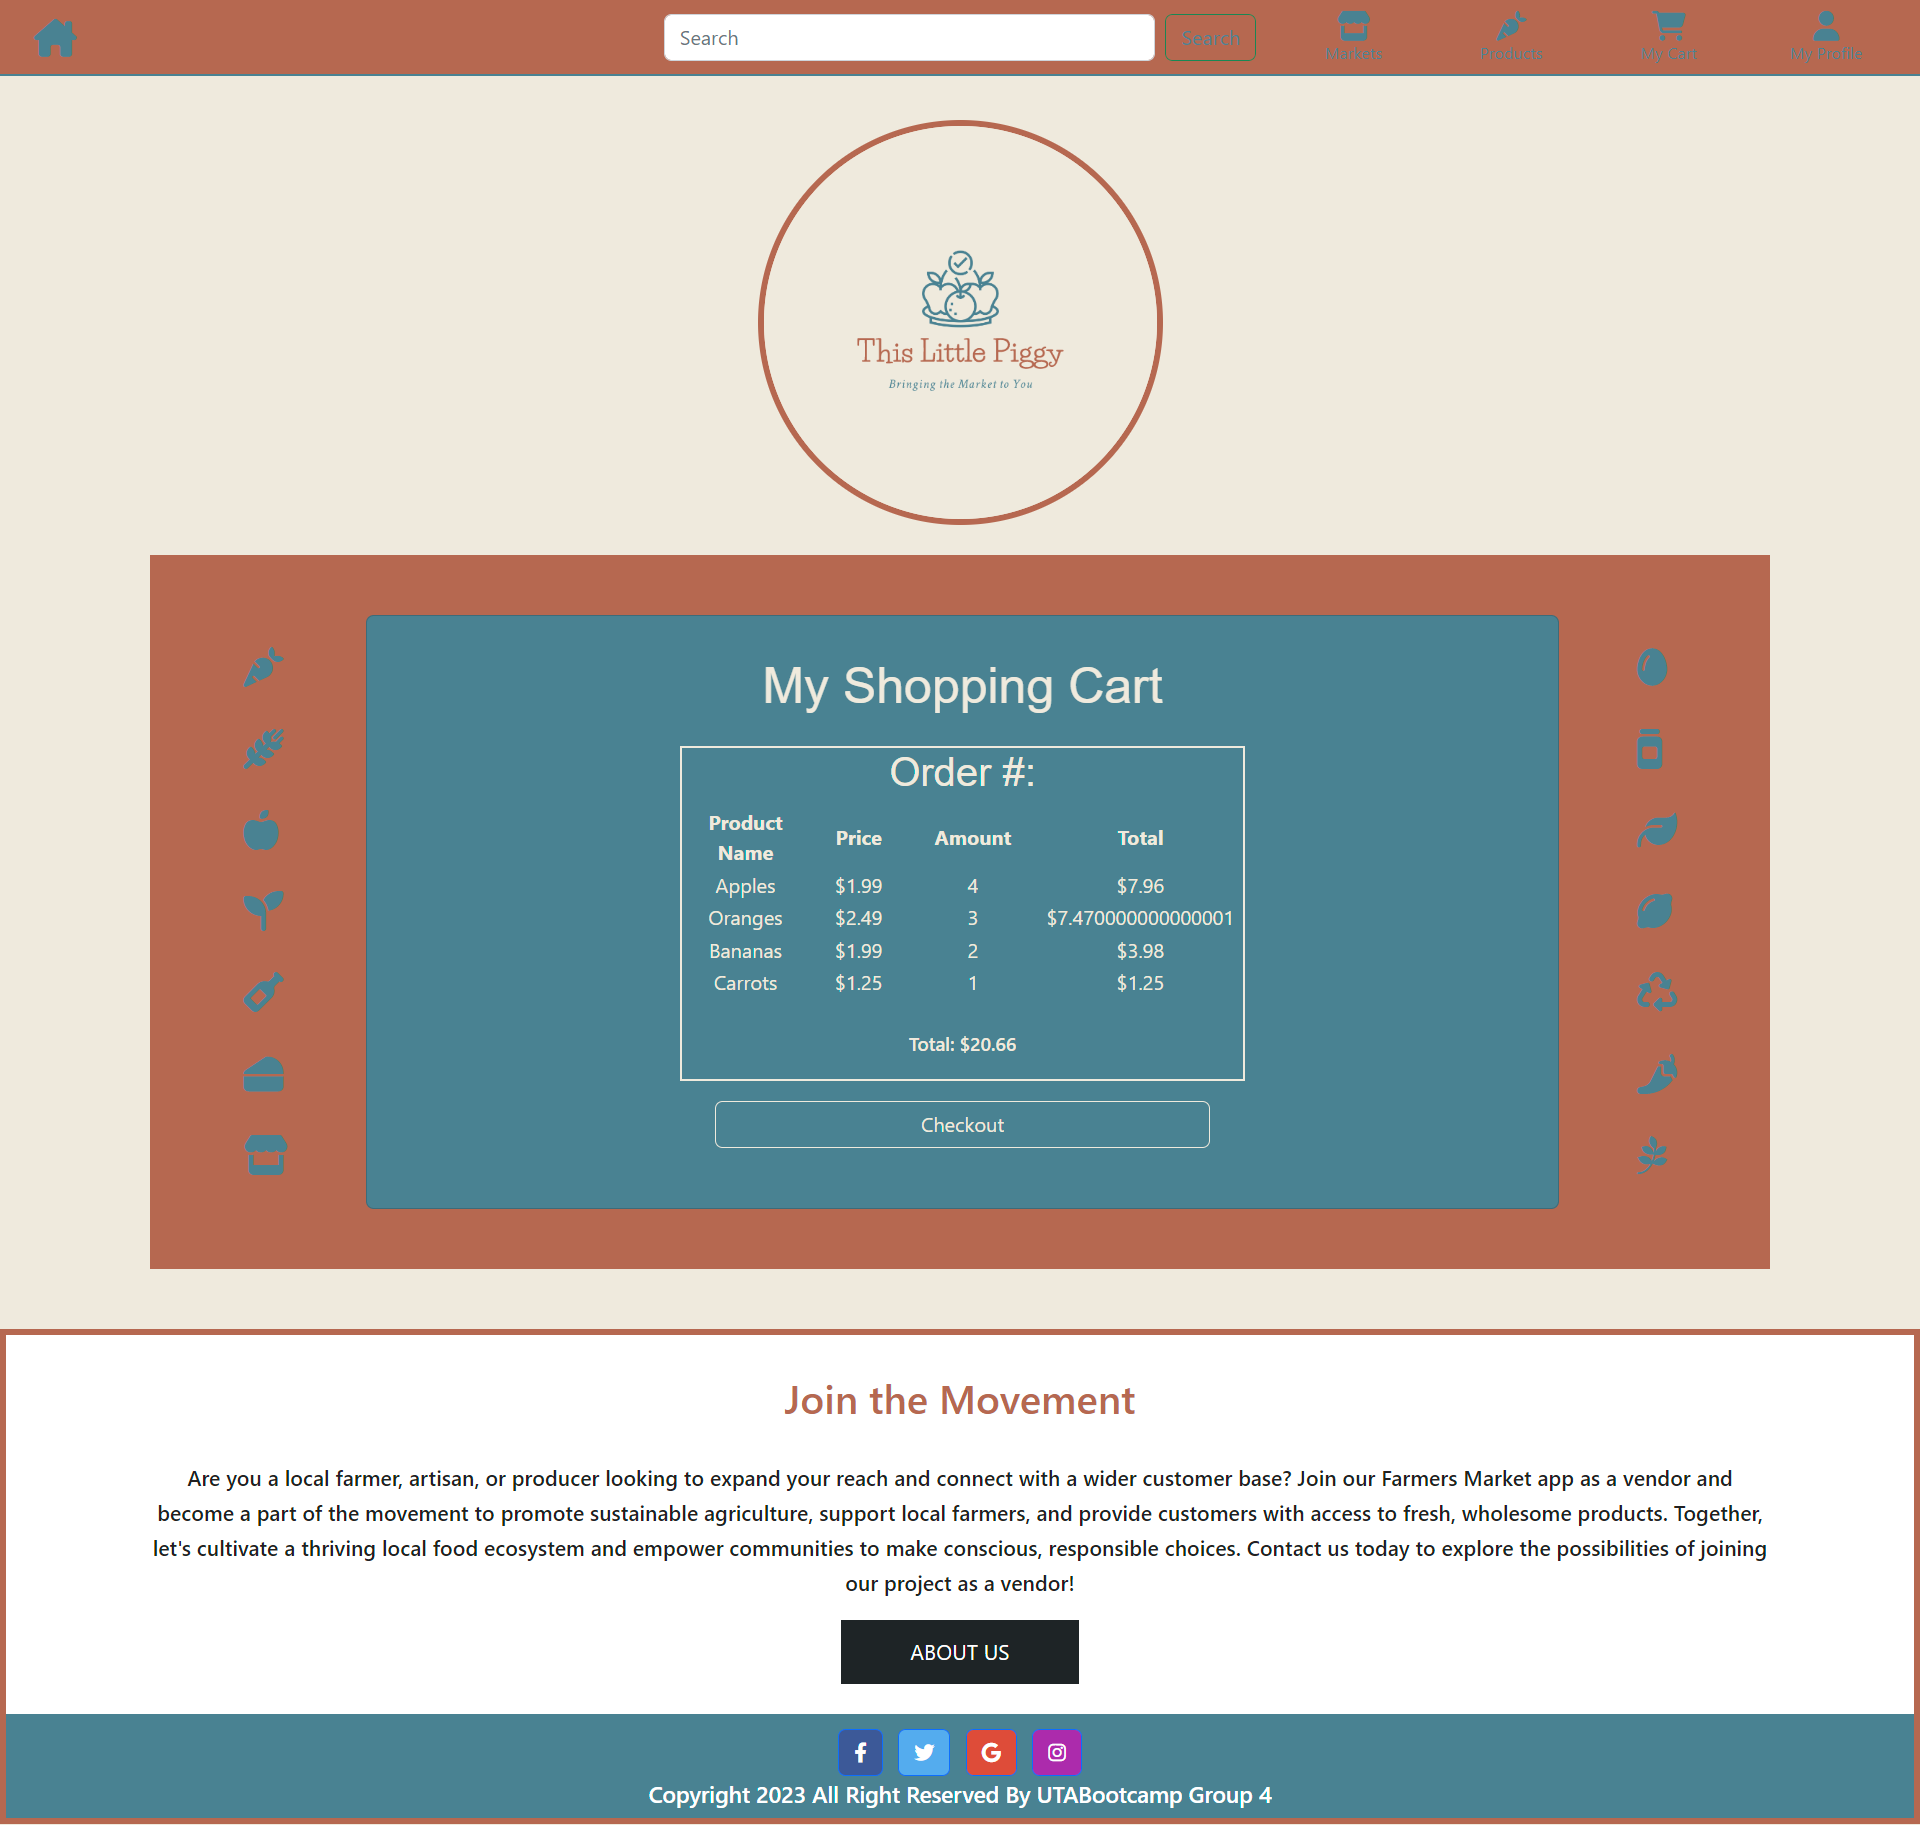 Search
Search
Markets
Products
My Cart
My Profile
This Little Piggy
Bringing the Market to You
My Shopping Cart
Order #:
Product Name Price Amount Total
Apples $1.99 4 $7.96
Oranges $2.49 3 $7.470000000000001
Bananas $1.99 2 $3.98
Carrots $1.25 1 $1.25
Total: $20.66
Checkout
Join the Movement
Are you a local farmer, artisan, or producer looking to expand your reach and connect with a wider customer base? Join our Farmers Market app as a vendor and
become a part of the movement to promote sustainable agriculture, support local farmers, and provide customers with access to fresh, wholesome products. Together,
let's cultivate a thriving local food ecosystem and empower communities to make conscious, responsible choices. Contact us today to explore the possibilities of joining
our project as a vendor!
ABOUT US
Copyright 2023 All Right Reserved By UTABootcamp Group 4